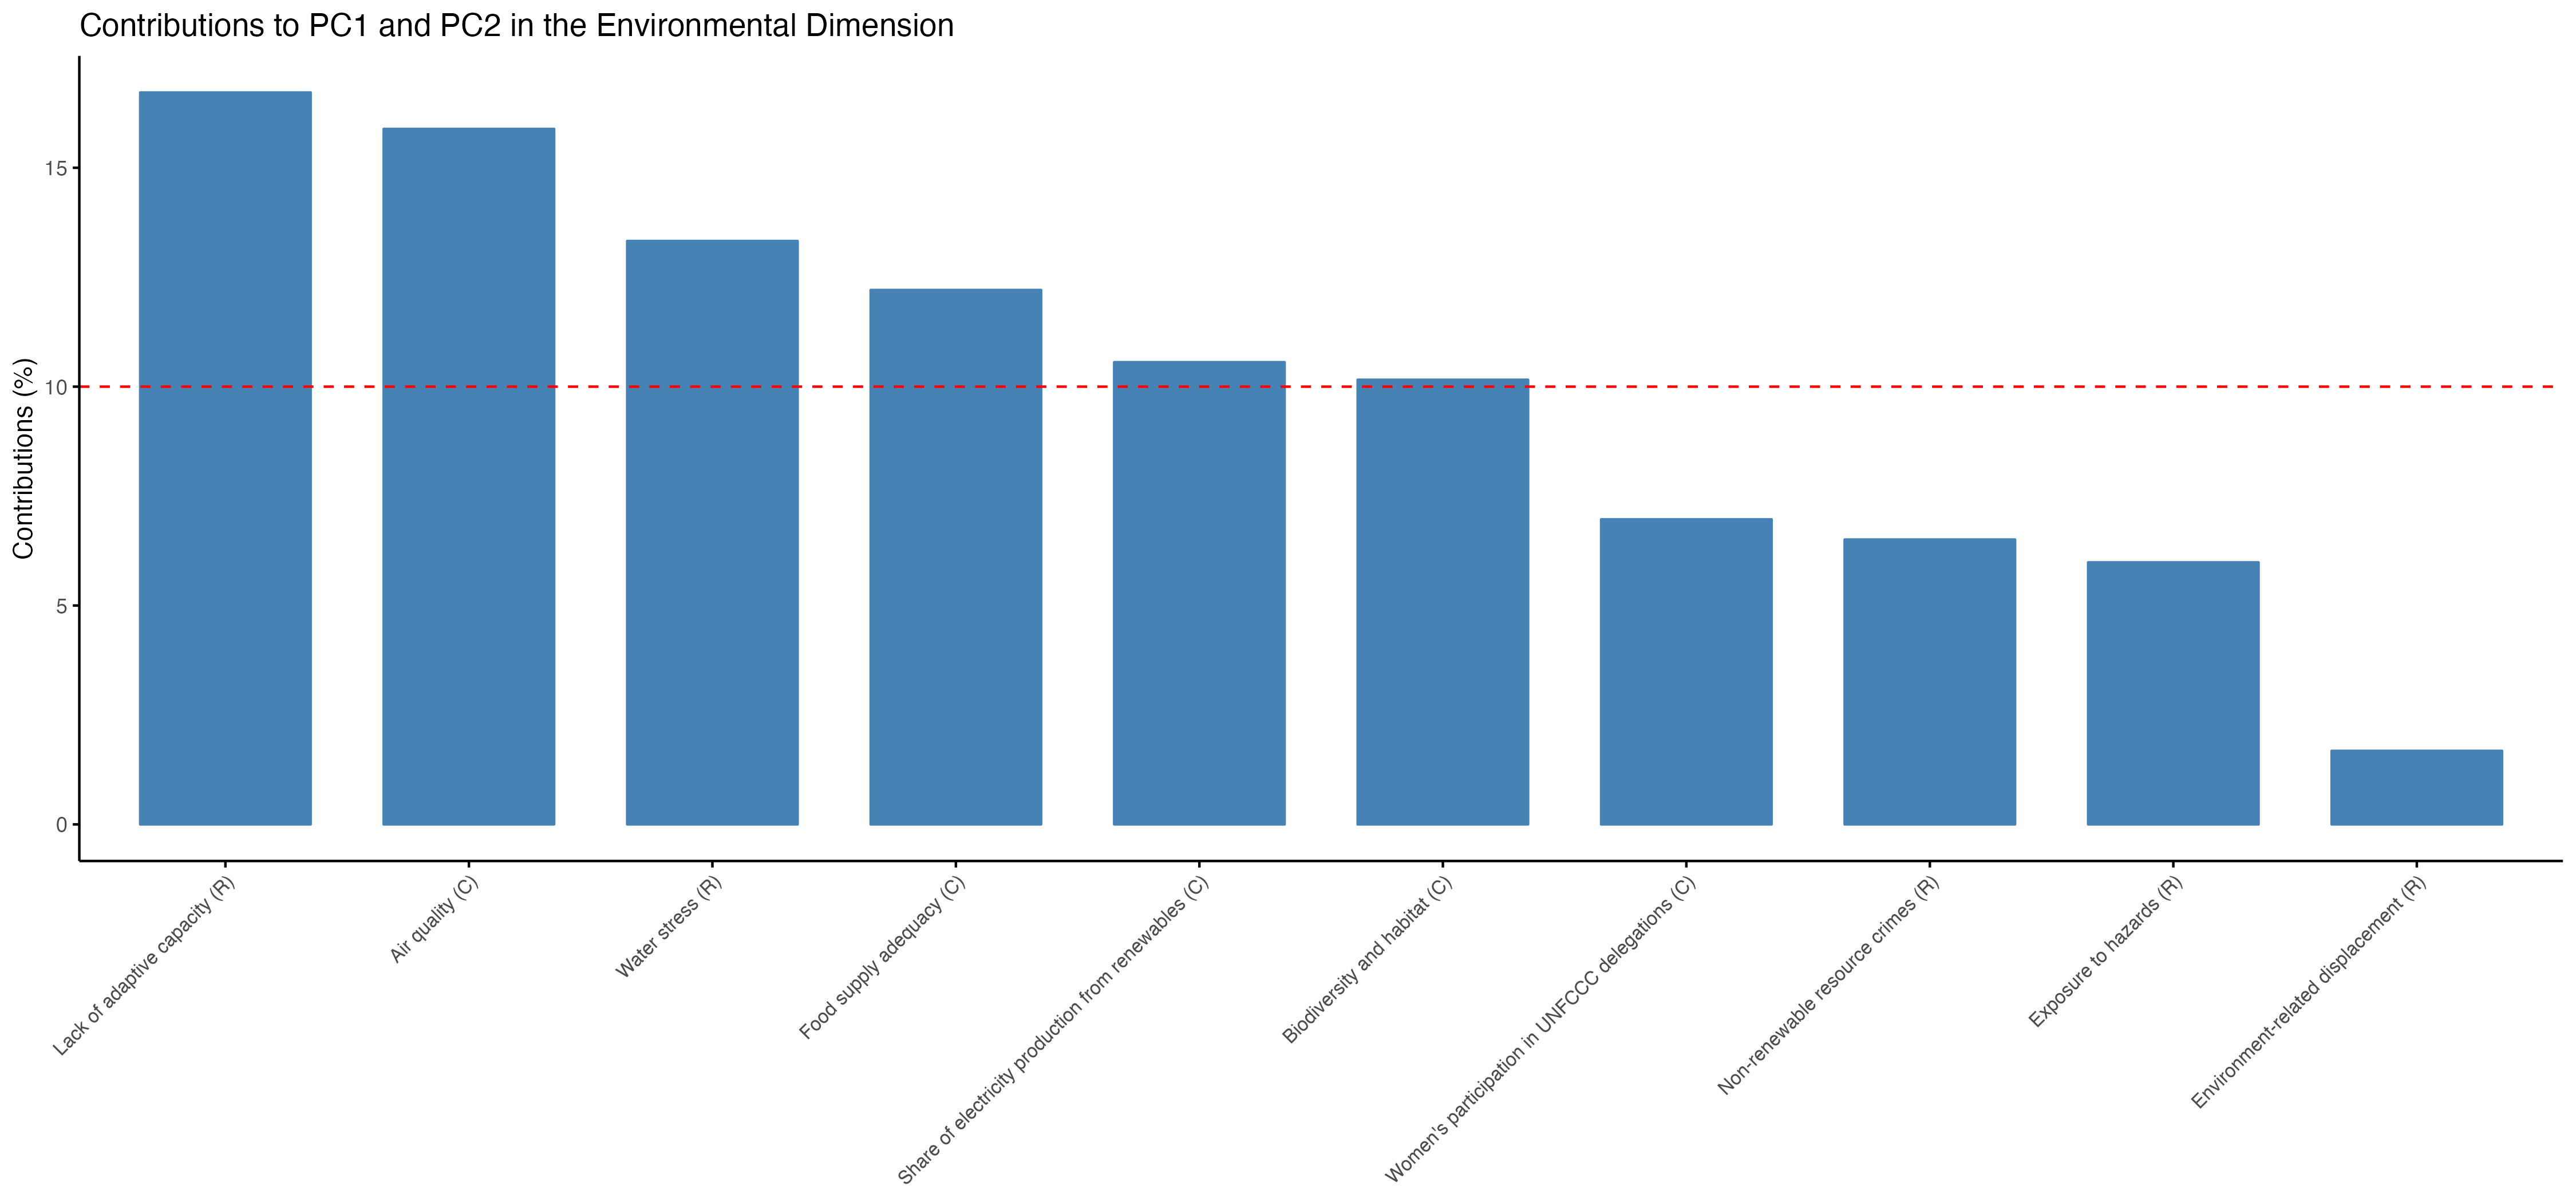 Contributions to PC1 and PC2 in the Environmental Dimension
Contributions (%)
15
10
5
0
Lack of adaptive capacity (R)
Air quality (C)
Water stress (R)
Food supply adequacy (C)
Share of electricity production from renewables (C)
Biodiversity and habitat (C)
Women's participation in UNFCCC delegations (C)
Non-renewable resource crimes (R)
Exposure to hazards (R)
Environment-related displacement (R)